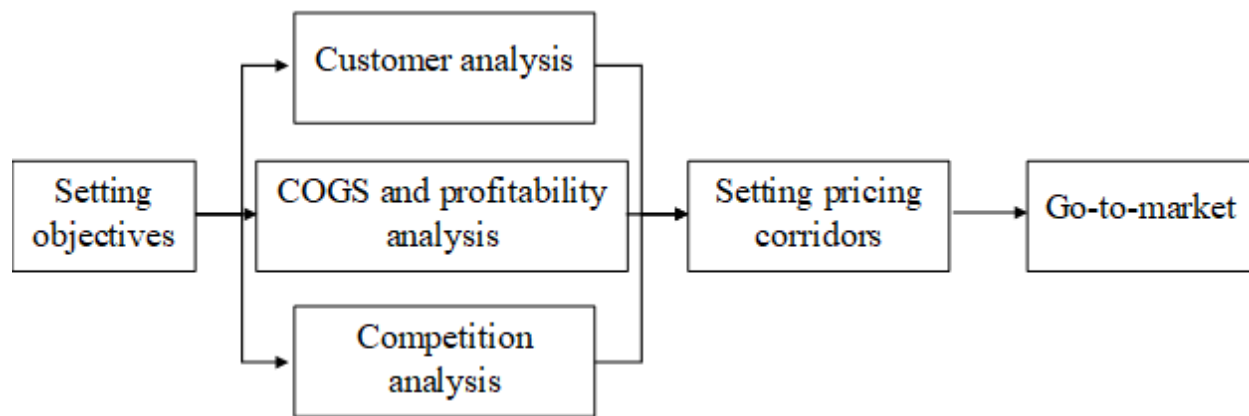 Setting
objectives
Customer analysis
COGS and profitability
analysis
Competition
analysis
Setting pricing
corridors
Go-to-market